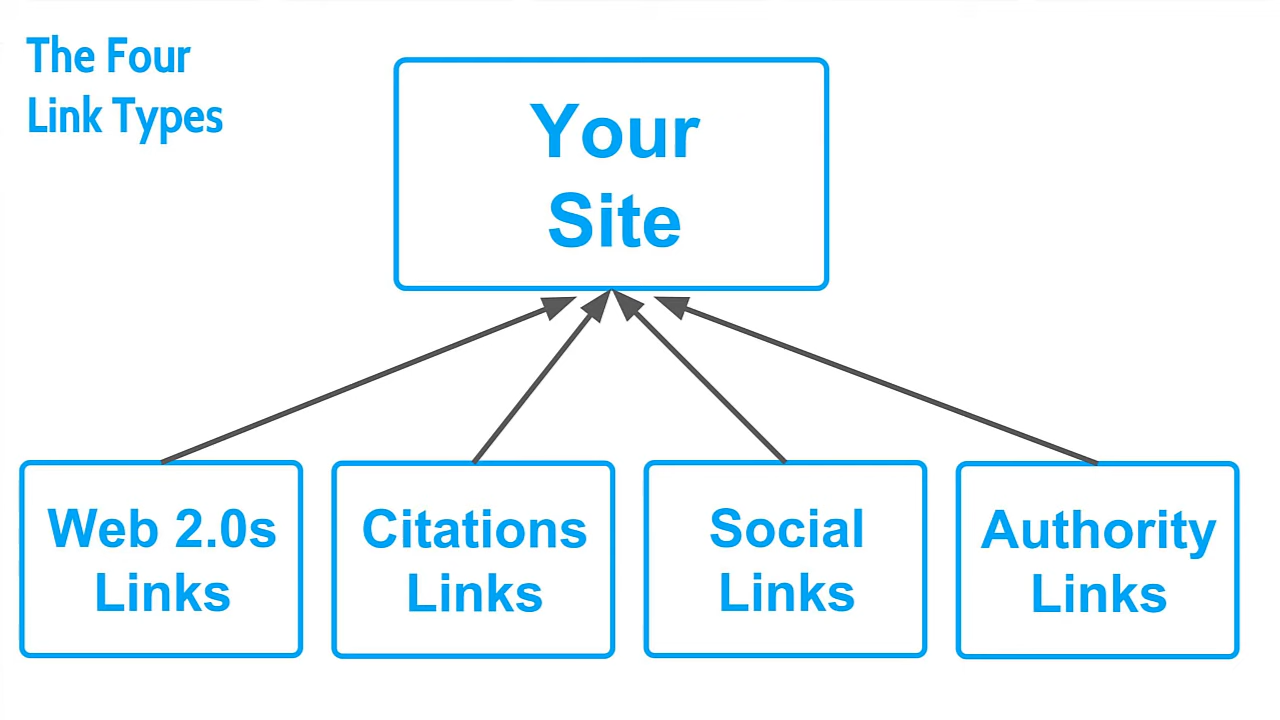 The Four
Link Types
Your
Site
Web 2.0s
Links
Citations
Links
Social
Links
Authority
Links